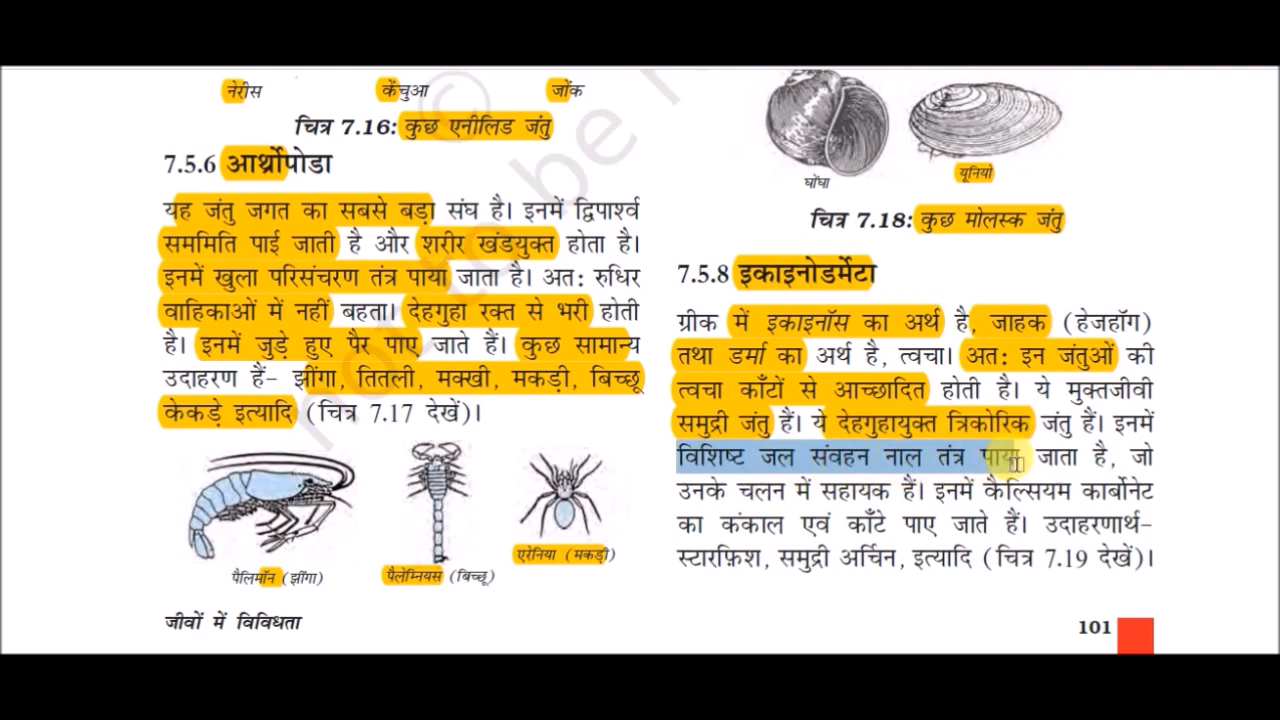 नेरीस केंचुआ जोंक
चित्र 7.16: कुछ एनीलिड जंतु
7.5.6 आर्थ्रोपोडा
यह जंतु जगत का सबसे बड़ा संघ है। इनमें द्विपार्श्व
सममिति पाई जाती है और शरीर खंडयुक्त होता है।
इनमें खुला परिसंचरण तंत्र पाया जाता है। अत: रुधिर
वाहिकाओं में नहीं बहता। देहगुहा रक्त से भरी होती
है। इनमें जुड़े हुए पैर पाए जाते हैं। कुछ सामान्य
उदाहरण हैं- झींगा, तितली, मक्खी, मकड़ी, बिच्छू
केकड़े इत्यादि (चित्र 7.17 देखें)।
पैलिमॉन (झींगा)
पैलेम्नियस (बिच्छू)
एरेनिया (मकड़ी)
जीवों में विविधता
घोंघा
यूनियो
चित्र 7.18: कुछ मोलस्क जंतु
7.5.8 इकाइनोडर्मेटा
ग्रीक में इकाइनॉस का अर्थ है, जाहक (हेजहॉग)
तथा डर्मा का अर्थ है, त्वचा। अत: इन जंतुओं की
त्वचा काँटों से आच्छादित होती है। ये मुक्तजीवी
समुद्री जंतु हैं। ये देहगुहायुक्त त्रिकोरिक जंतु हैं। इनमें
विशिष्ट जल संवहन नाल तंत्र पाया जाता है, जो
उनके चलन में सहायक हैं। इनमें कैल्सियम कार्बोनेट
का कंकाल एवं काँटे पाए जाते हैं। उदाहरणार्थ-
स्टारफ़िश, समुद्री अर्चिन, इत्यादि (चित्र 7.19 देखें)।
101
© not to be r